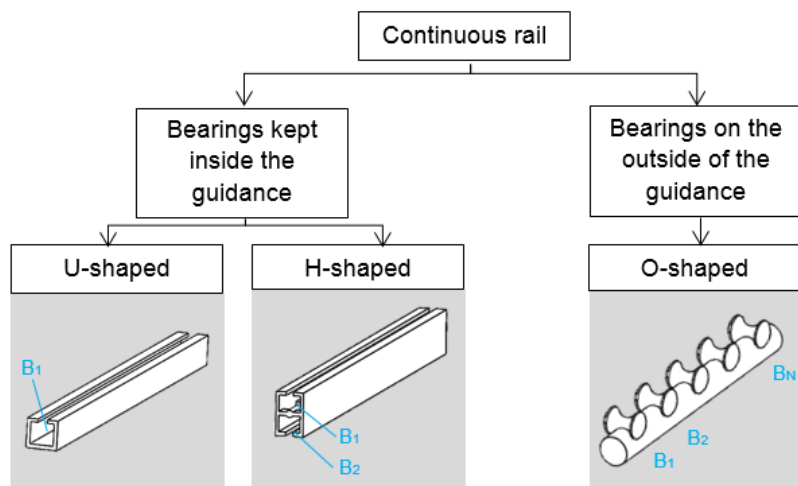 Continuous rail
Bearings kept
inside the
guidance
Bearings on the
outside of the
guidance
U-shaped
H-shaped
O-shaped
B1
B1
B2
B1
B2
BN